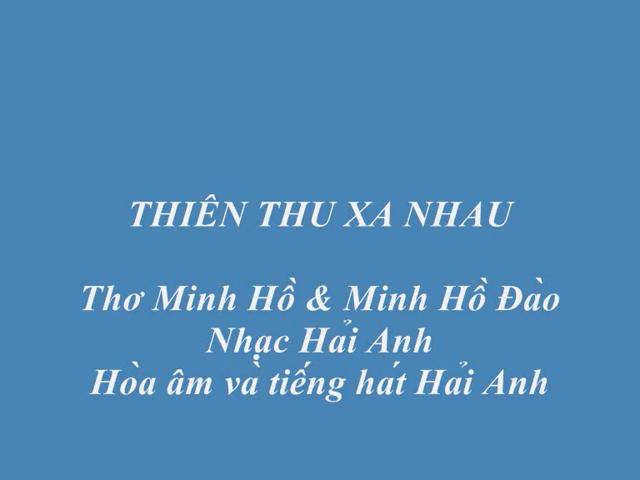 THIÊN THU XA NHAU
Thơ Minh Hồ & Minh Hồ Đào
Nhạc Hải Anh
Hòa âm và tiếng hát Hải Anh